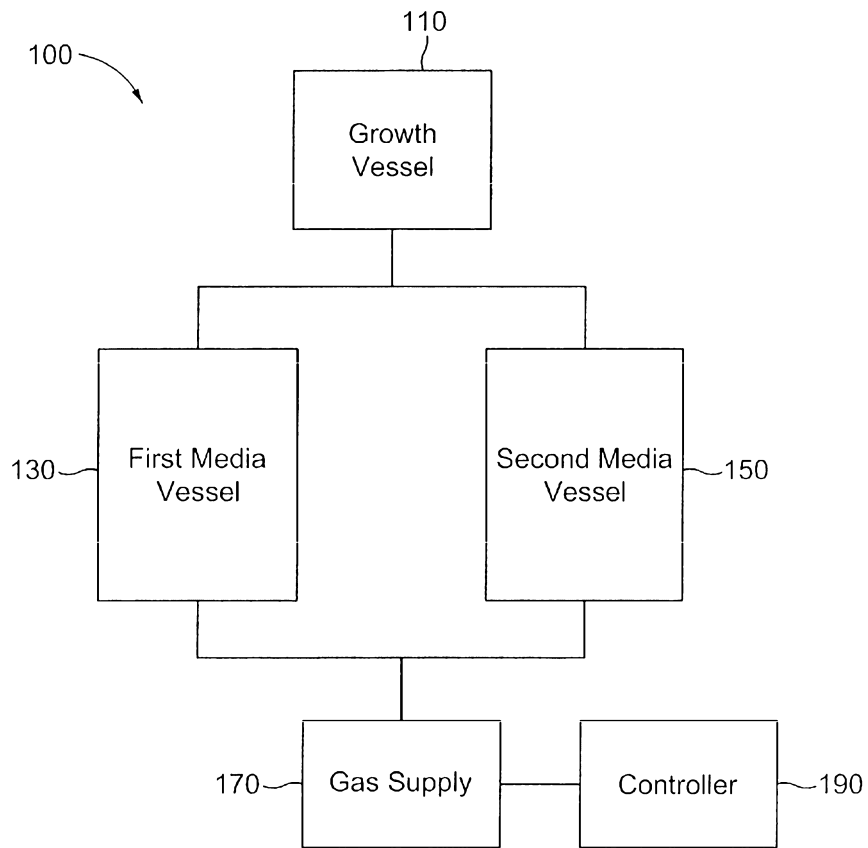 110
100
Growth
Vessel
First Media
Vessel
130
Second Media
Vessel
150
170
Gas Supply
Controller
190